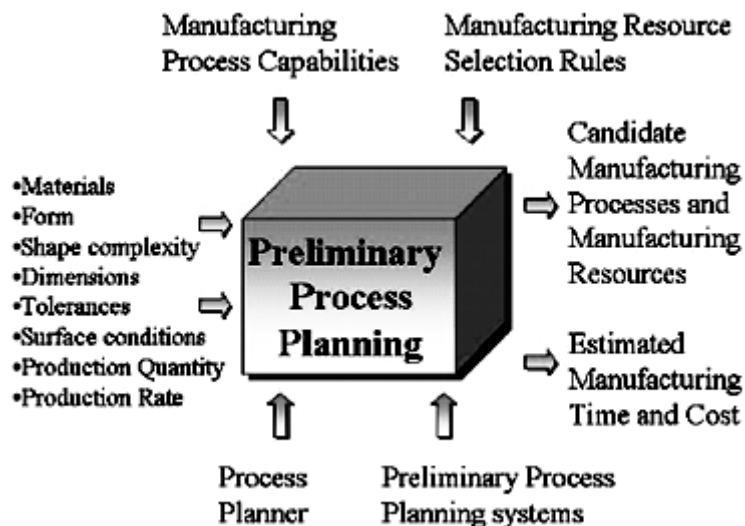 Manufacturing
Process Capabilities
Manufacturing Resource
Selection Rules
•Materials
•Form
•Shape complexity
•Dimensions
•Tolerances
•Surface conditions
•Production Quantity
•Production Rate
Preliminary
Process
Planning
Candidate
Manufacturing
Processes and
Manufacturing
Resources
Estimated
Manufacturing
Time and Cost
Process
Planner
Preliminary Process
Planning systems